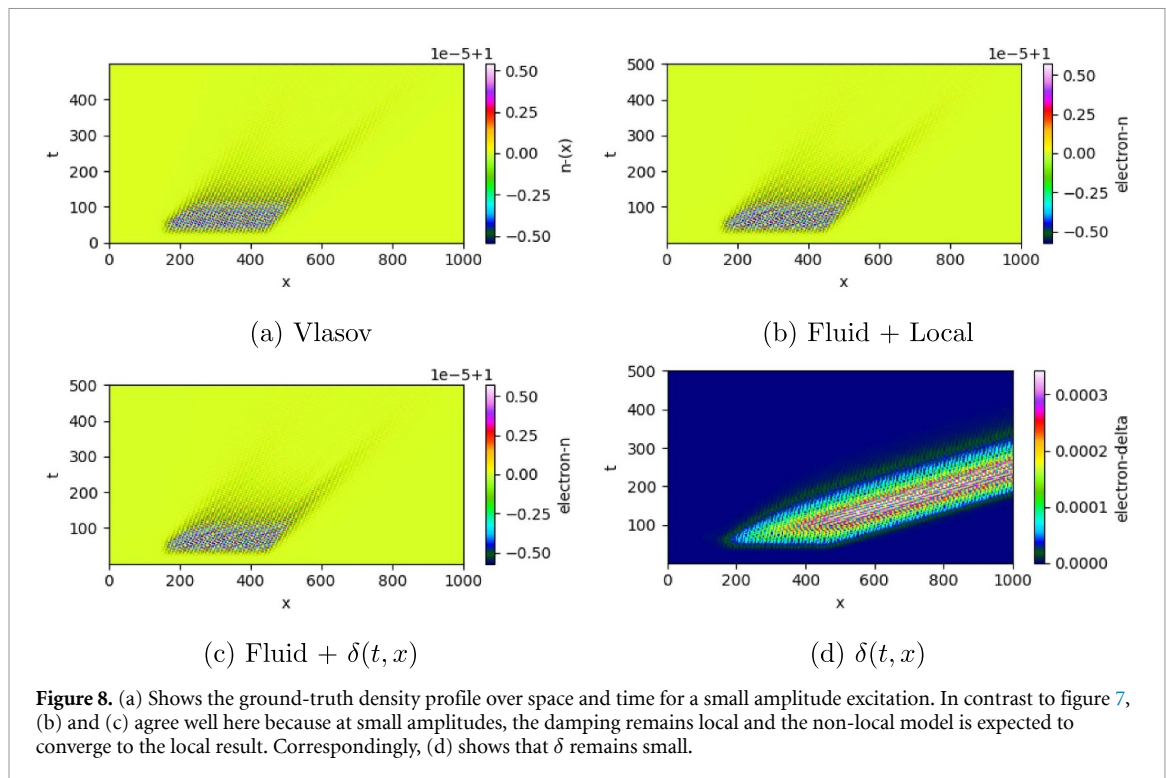 1e-5+1
400
300
200
100
0
t
0 200 400 600 800 1000
x
0.50
0.25
0.00
−0.25
−0.50
n-(x)
(a) Vlasov
1e-5+1
500
400
300
200
100
t
0 200 400 600 800 1000
x
0.50
0.25
0.00
−0.25
−0.50
electron-n
(b) Fluid + Local
1e-5+1
500
400
300
200
100
t
0 200 400 600 800 1000
x
0.50
0.25
0.00
−0.25
−0.50
electron-n
(c) Fluid + δ(t, x)
500
400
300
200
100
t
0 200 400 600 800 1000
x
0.0003
0.0002
0.0001
0.0000
electron-delta
(d) δ(t, x)
Figure 8. (a) Shows the ground-truth density profile over space and time for a small amplitude excitation. In contrast to figure 7,
(b) and (c) agree well here because at small amplitudes, the damping remains local and the non-local model is expected to
converge to the local result. Correspondingly, (d) shows that δ remains small.